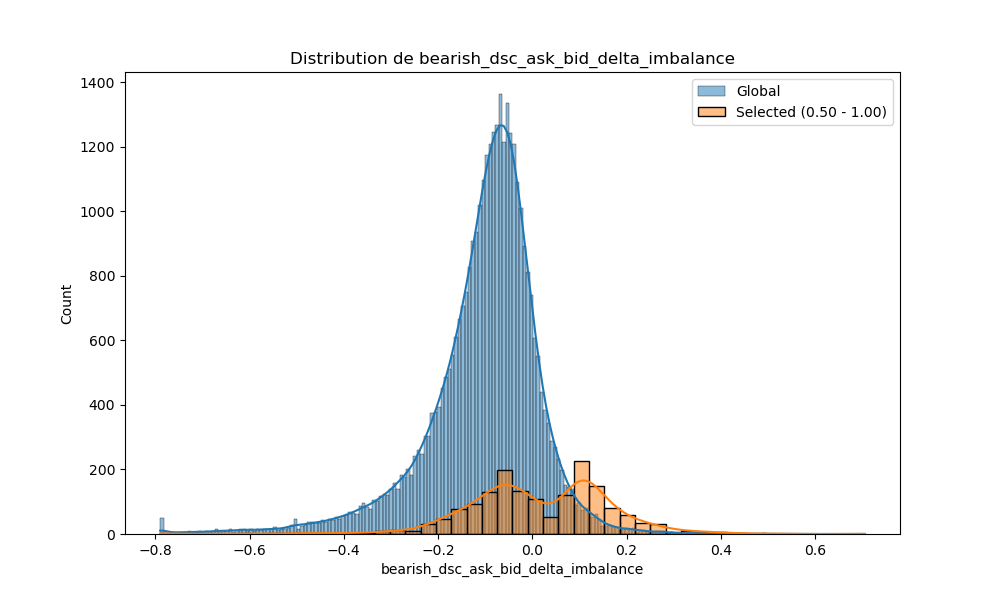 Distribution de bearish_dsc_ask_bid_delta_imbalance
Global
Selected (0.50 - 1.00)
Count
1400
1200
1000
800
600
400
200
0
−0.8 −0.6 −0.4 −0.2 0.0 0.2 0.4 0.6
bearish_dsc_ask_bid_delta_imbalance